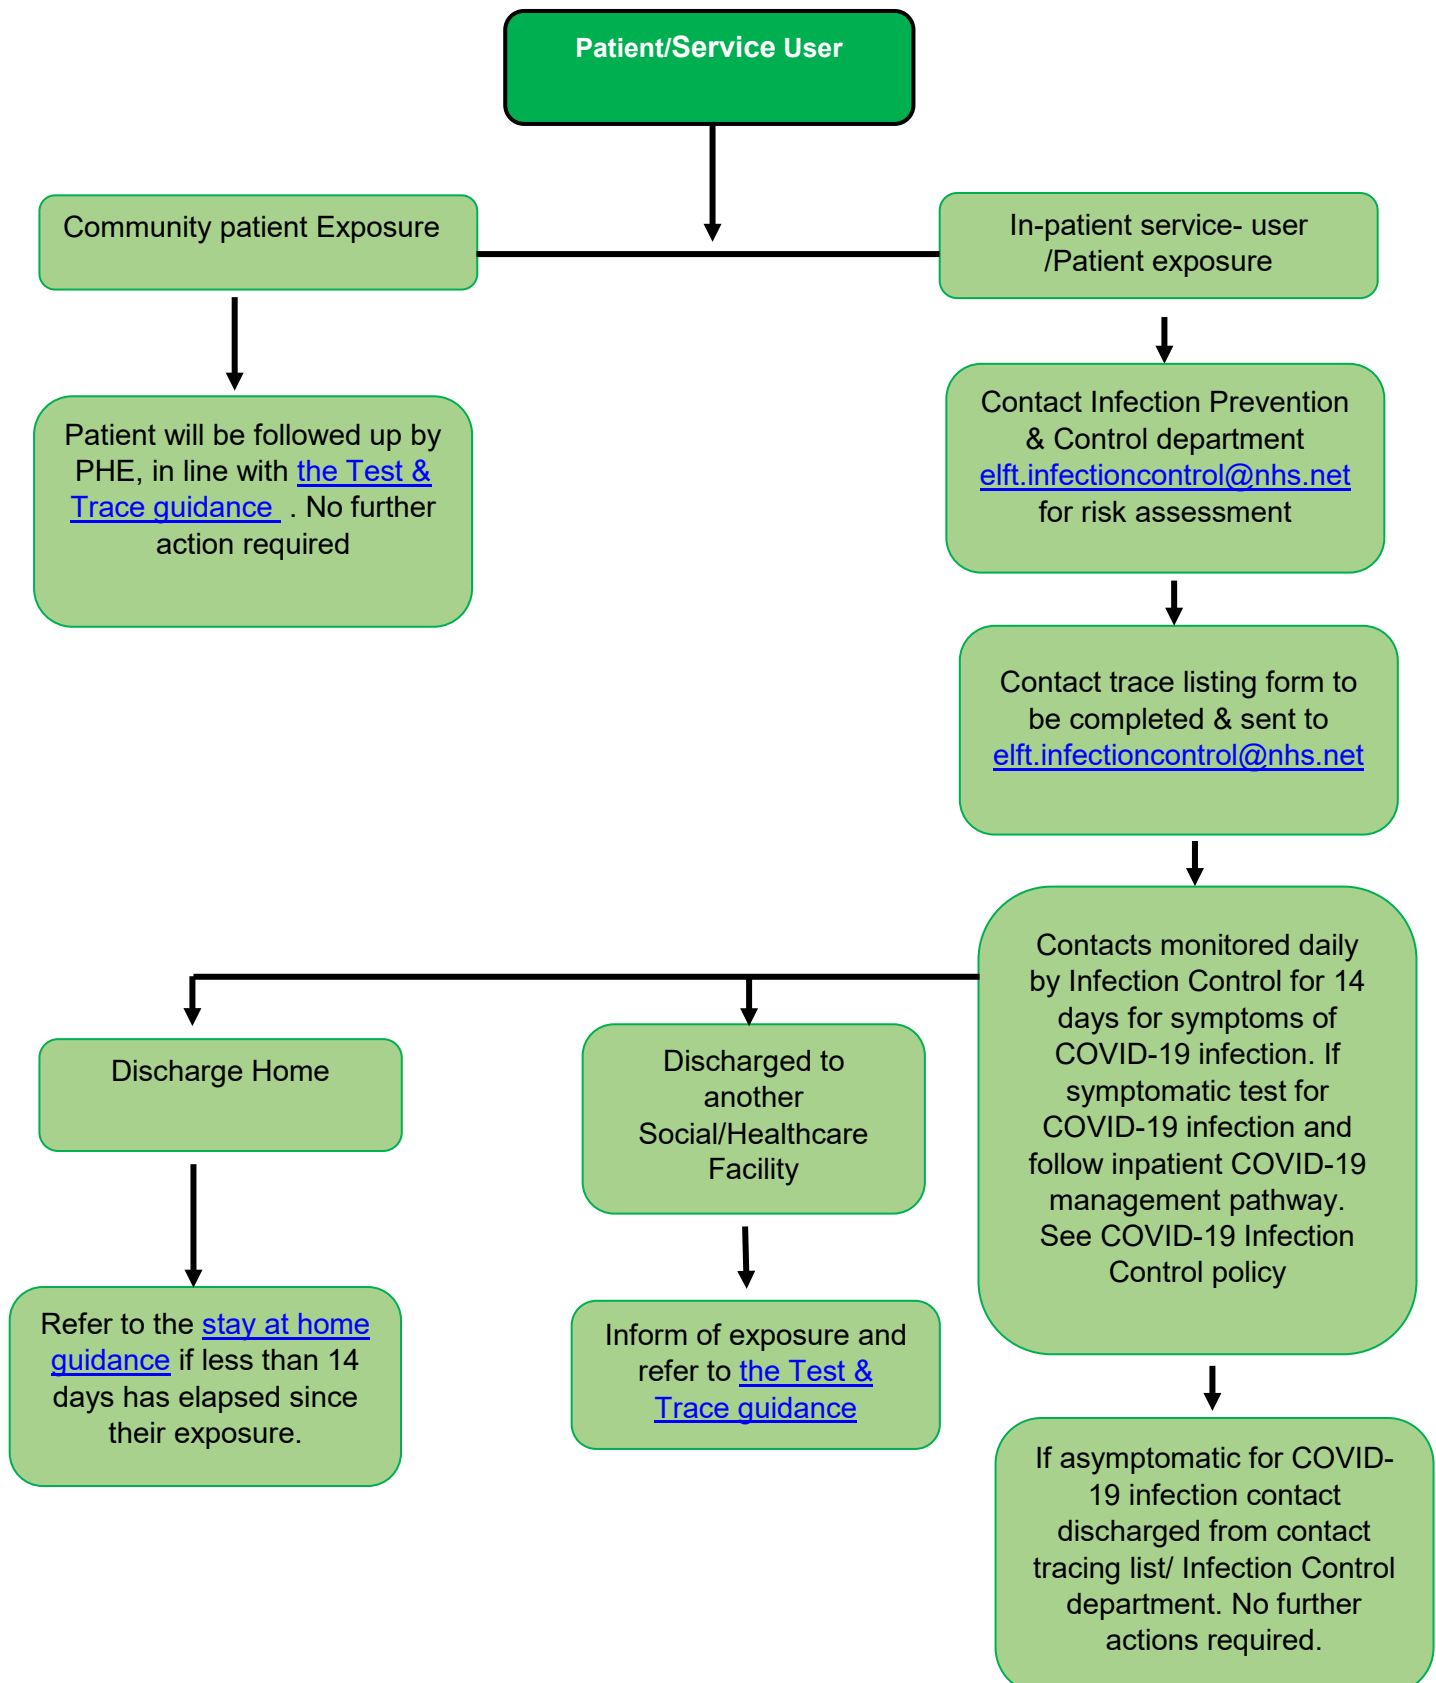 Patient/Service User
Community patient Exposure
In-patient service- user
/Patient exposure
Patient will be followed up by
PHE, in line with the Test &
Trace guidance  . No further
action required
Contact Infection Prevention
& Control department
elft.infectioncontrol@nhs.net
for risk assessment
Contact trace listing form to
be completed & sent to
elft.infectioncontrol@nhs.net
Contacts monitored daily
by Infection Control for 14
days for symptoms of
COVID-19 infection. If
symptomatic test for
COVID-19 infection and
follow inpatient COVID-19
management pathway.
See COVID-19 Infection
Control policy
Discharge Home
Discharged to
another
Social/Healthcare
Facility
Refer to the stay at home
guidance if less than 14
days has elapsed since
their exposure.
Inform of exposure and
refer to the Test &
Trace guidance
If asymptomatic for COVID-
19 infection contact
discharged from contact
tracing list/ Infection Control
department. No further
actions required.